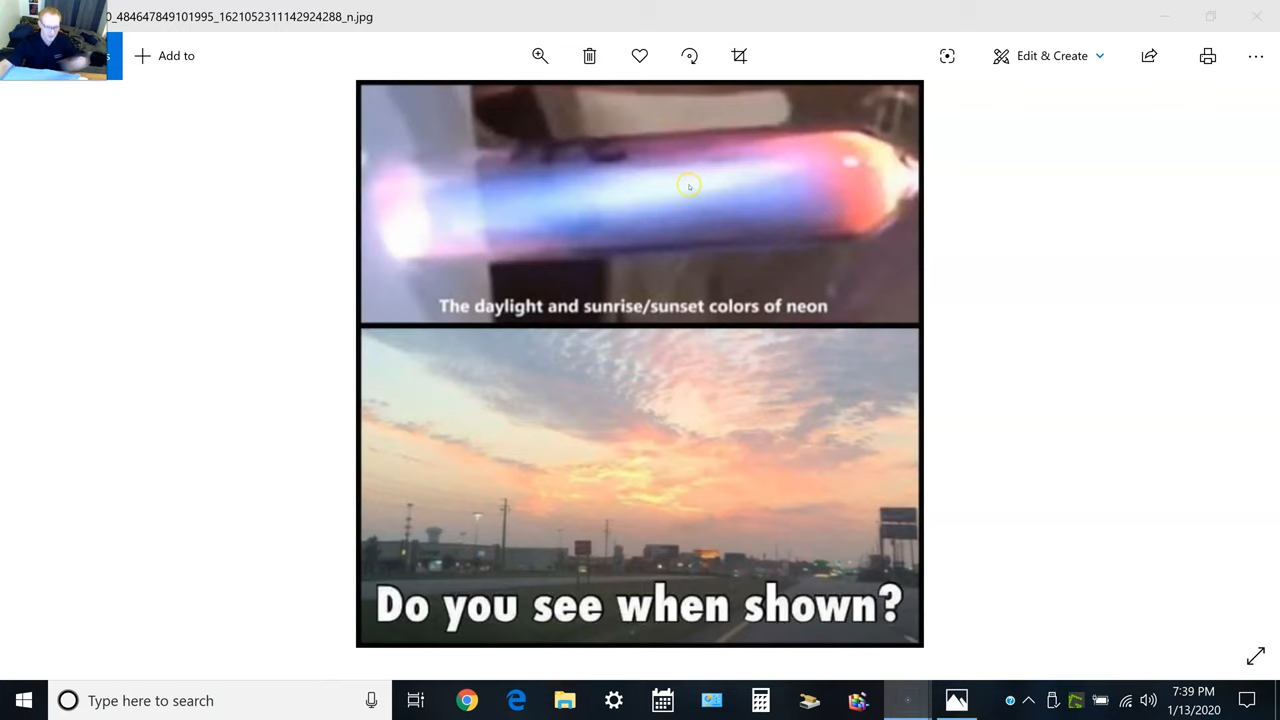 0_484647849101995_1621052311142924288_n.jpg
s
Add to
Edit & Create
The daylight and sunrise/sunset colors of neon
Do you see when shown?
Type here to search
7:39 PM
1/13/2020